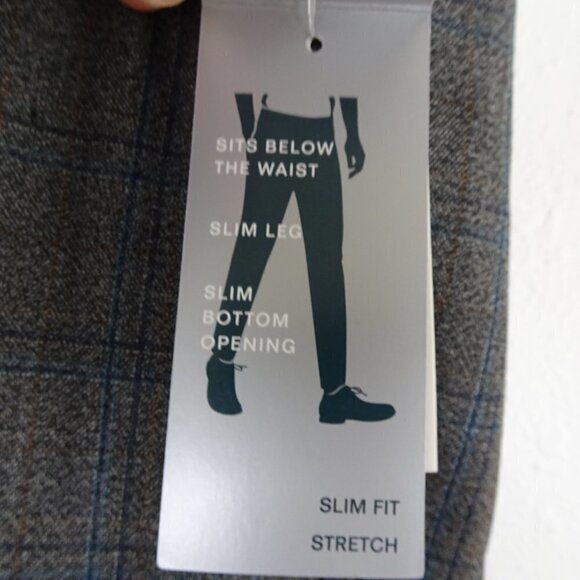 SITS BELOW
THE WAIST
SLIM LEG
SLIM
BOTTOM
OPENING
SLIM FIT
STRETCH